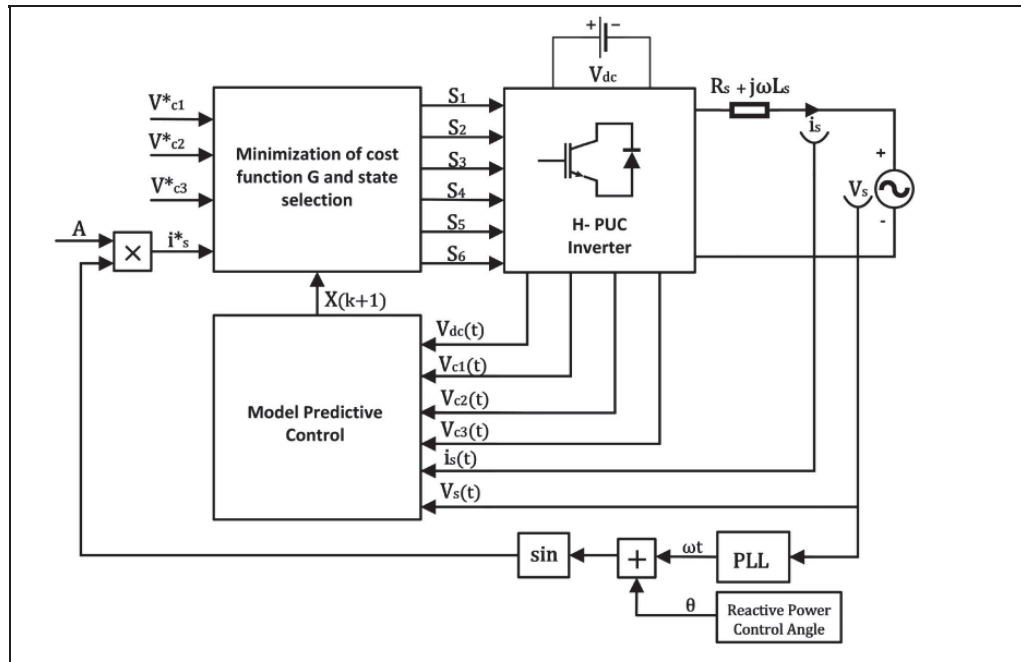 + −
Vdc
Rs + jωLs
is
+
Vs
-
V*c1
V*c2
V*c3
A
×
i*s
Minimization of cost
function G and state
selection
S1
S2
S3
S4
S5
S6
H- PUC
Inverter
X(k+1)
Model Predictive
Control
Vdc(t)
Vc1(t)
Vc2(t)
Vc3(t)
is(t)
Vs(t)
sin
+
ωt
PLL
θ
Reactive Power
Control Angle